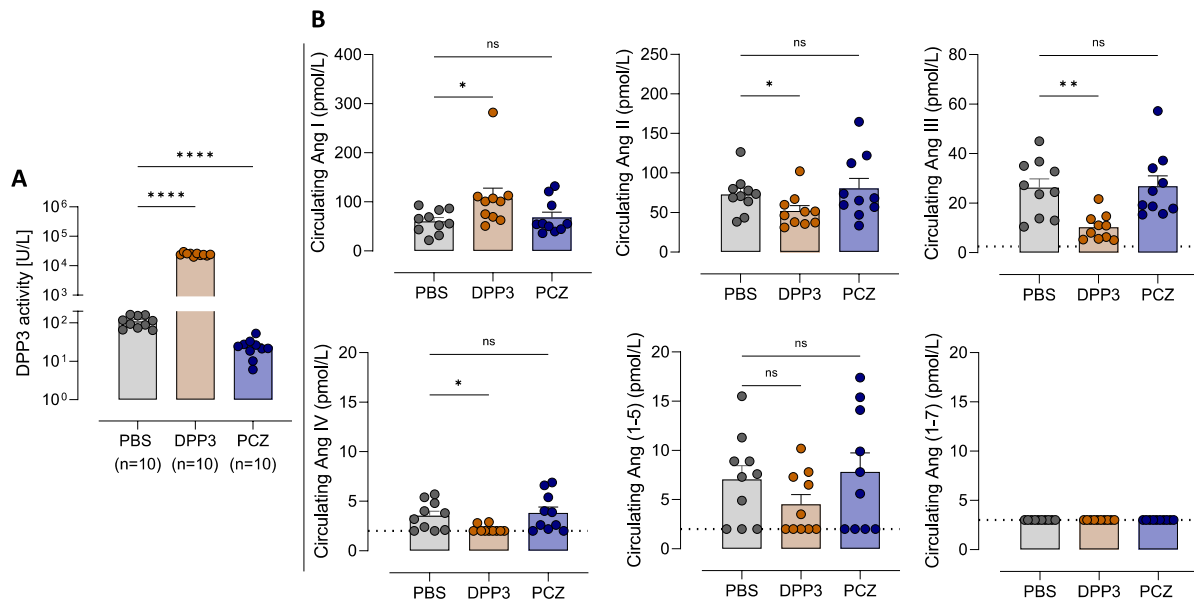 A
DPP3 activity [U/L]
10⁶
10⁵
10⁴
10³
10²
10¹
10⁰
****
****
PBS
DPP3
PCZ
(n=10)
(n=10)
(n=10)
B
Circulating Ang I (pmol/L)
400
300
200
100
0
ns
*
PBS
DPP3
PCZ
Circulating Ang II (pmol/L)
250
200
150
100
50
0
ns
*
PBS
DPP3
PCZ
Circulating Ang III (pmol/L)
80
60
40
20
0
ns
**
PBS
DPP3
PCZ
Circulating Ang IV (pmol/L)
20
15
10
5
0
ns
*
PBS
DPP3
PCZ
Circulating Ang (1-5) (pmol/L)
20
15
10
5
0
ns
ns
PBS
DPP3
PCZ
Circulating Ang (1-7) (pmol/L)
20
15
10
5
0
PBS
DPP3
PCZ